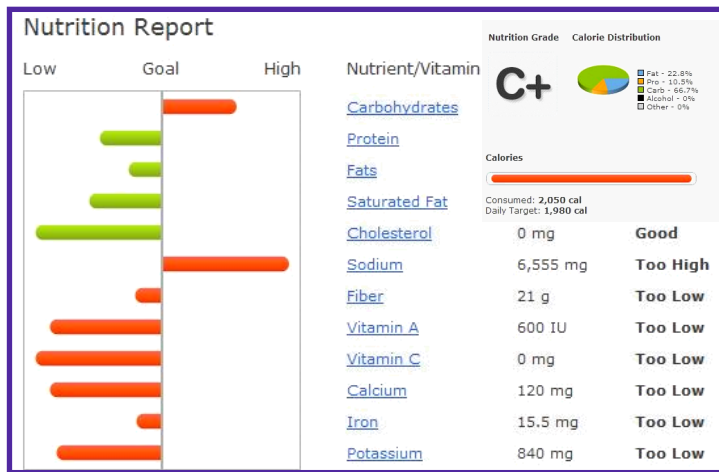 Nutrition Report
Low Goal High Nutrient/Vitamin
Carbohydrates
Protein
Fats
Saturated Fat
Cholesterol 0 mg Good
Sodium 6,555 mg Too High
Fiber 21 g Too Low
Vitamin A 600 IU Too Low
Vitamin C 0 mg Too Low
Calcium 120 mg Too Low
Iron 15.5 mg Too Low
Potassium 840 mg Too Low
Nutrition Grade Calorie Distribution
C+
Fat - 22.8%
Pro - 10.5%
Carb - 66.7%
Alcohol - 0%
Other - 0%
Calories
Consumed: 2,050 cal
Daily Target: 1,980 cal